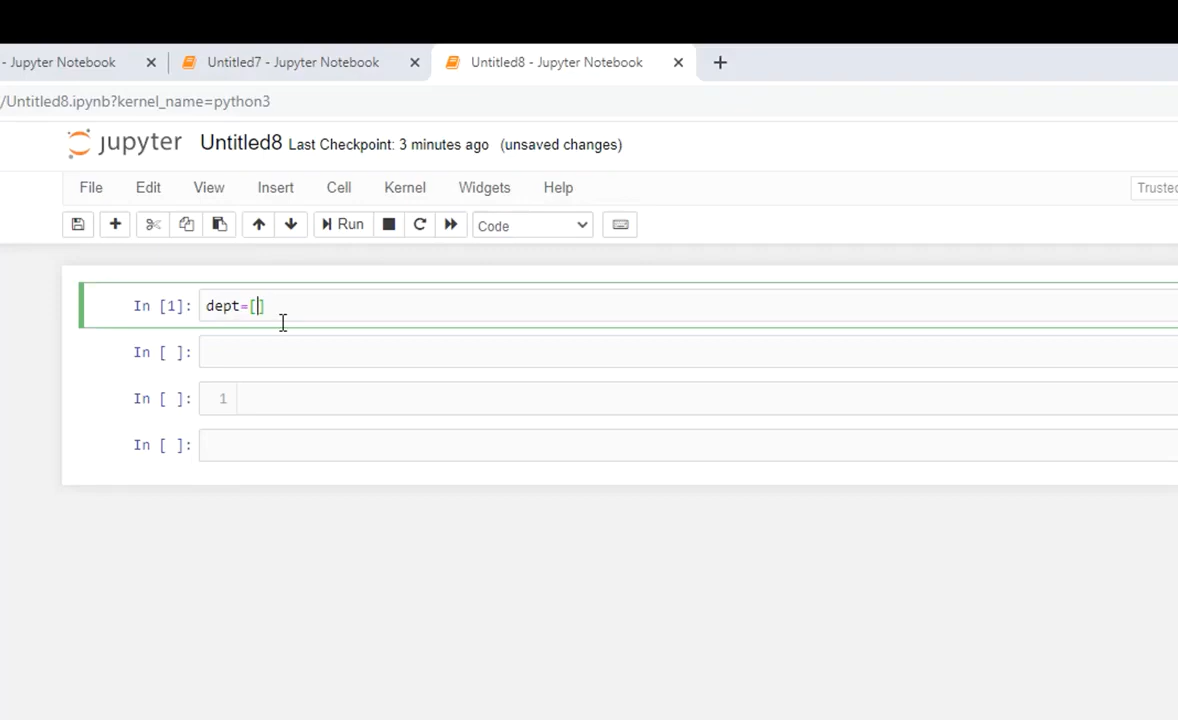 - Jupyter Notebook Untitled7 - Jupyter Notebook Untitled8 - Jupyter Notebook
/Untitled8.ipynb?kernel_name=python3
jupyter Untitled8 Last Checkpoint: 3 minutes ago (unsaved changes)
File Edit View Insert Cell Kernel Widgets Help Trusted
Run Code
In [1]: dept=[]
In [ ]:
In [ ]: 1
In [ ]: